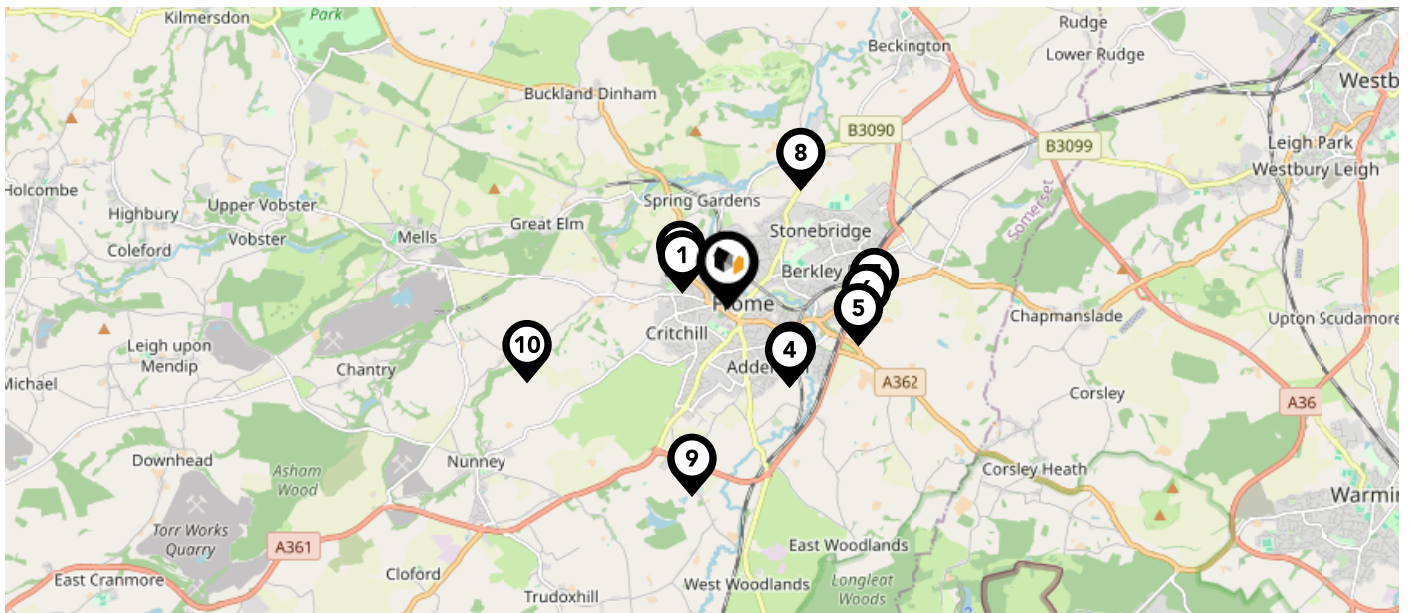 Kilmersdon
Park
Rudge
Beckington
Lower Rudge
Westb
Buckland Dinham
B3090
B3099
Leigh Park
8
Westbury Leigh
Holcombe
Spring Gardens
Upper Vobster
Highbury
Great Elm
Somerset
Stonebridge
Vobster
Mells
Coleford
1
Berkley
ome
5
Chapmanslade
Upton Scudamore
Critchill
10
Leigh upon
Mendip
4
Chantry
Adde
Michael
A362
Corsley
A36
Downhead
Nunney
9
Asham
Wood
Corsley Heath
Warmin
Torr Works
Quarry
A361
East Woodlands
East Cranmore
Cloford
West Woodlands
Longleat
Woods
Trudoxhill